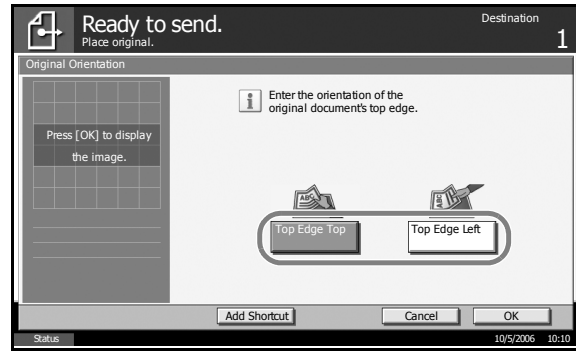 Ready to send.
Place original.
Destination
1
Original Orientation
Press [OK] to display
the image.
Enter the orientation of the
original document's top edge.
ABC
ABC
Top Edge Top
Top Edge Left
Add Shortcut
Cancel
OK
Status
10/5/2006 10:10